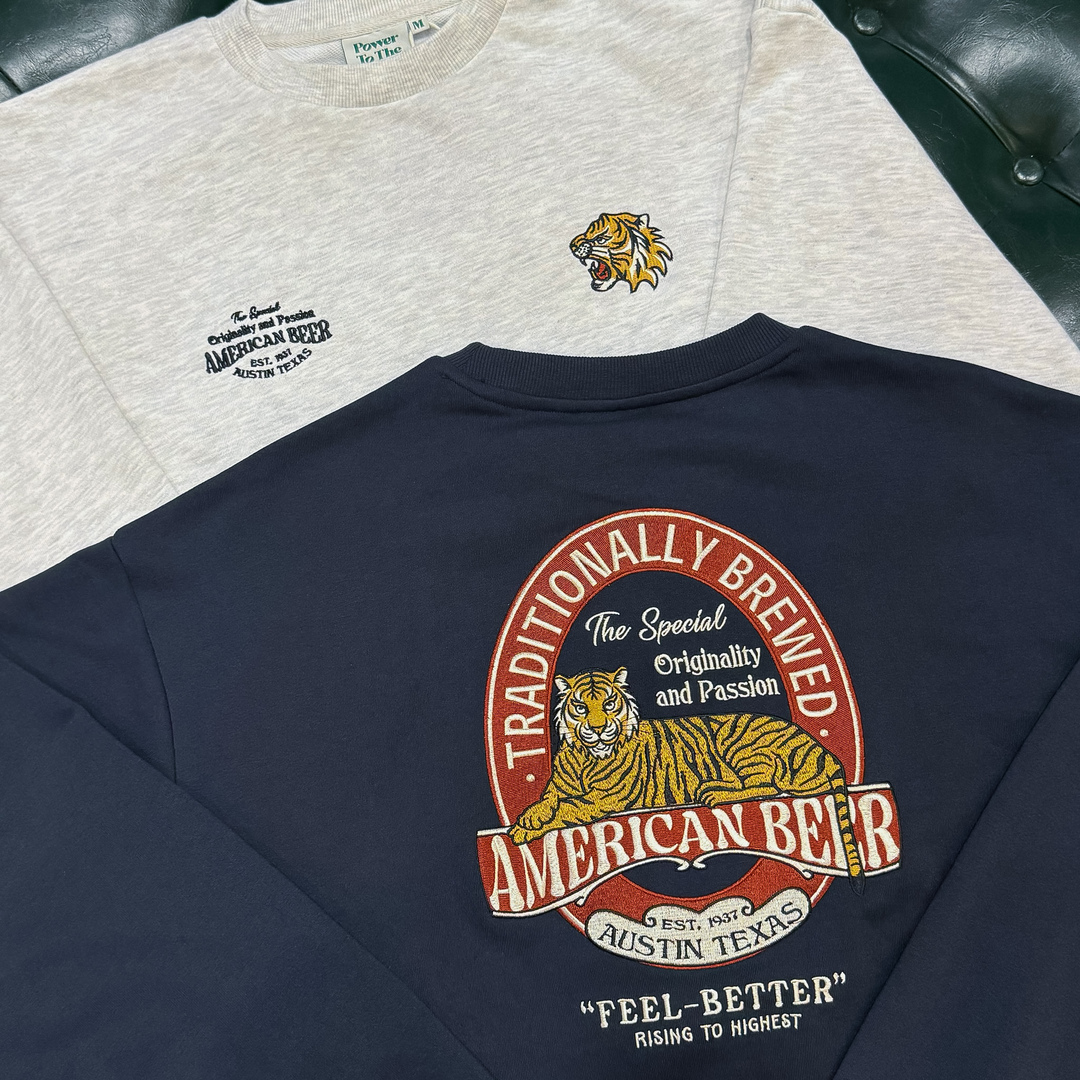 Power
To The
M
The Special
Originality and Passion
AMERICAN BEER
EST. 1937
AUSTIN TEXAS
· TRADITIONALLY BREWED ·
The Special
Originality
and Passion
AMERICAN BEER
EST. 1937
AUSTIN TEXAS
“FEEL-BETTER”
RISING TO HIGHEST